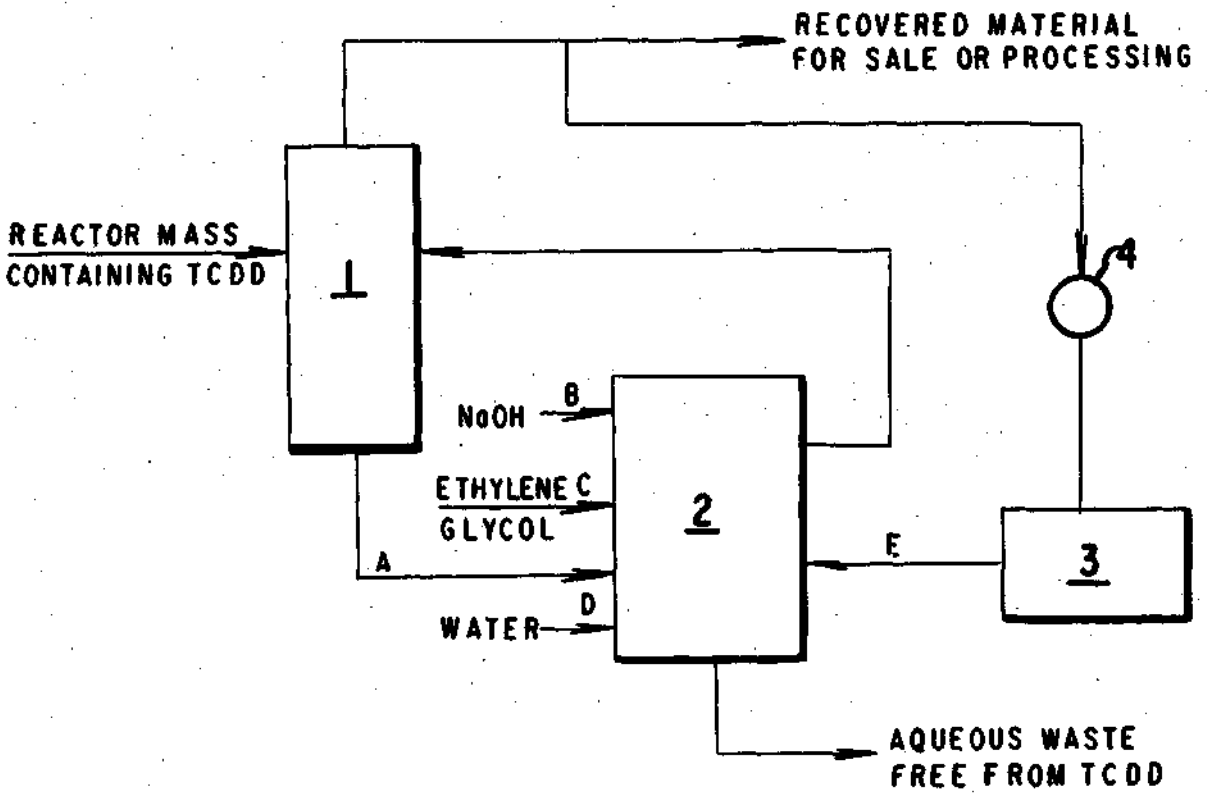 RECOVERED MATERIAL
FOR SALE OR PROCESSING
REACTOR MASS
CONTAINING TCDD
1
4
B
NaOH
ETHYLENE C
GLYCOL
2
A
E
3
D
WATER
AQUEOUS WASTE
FREE FROM TCDD